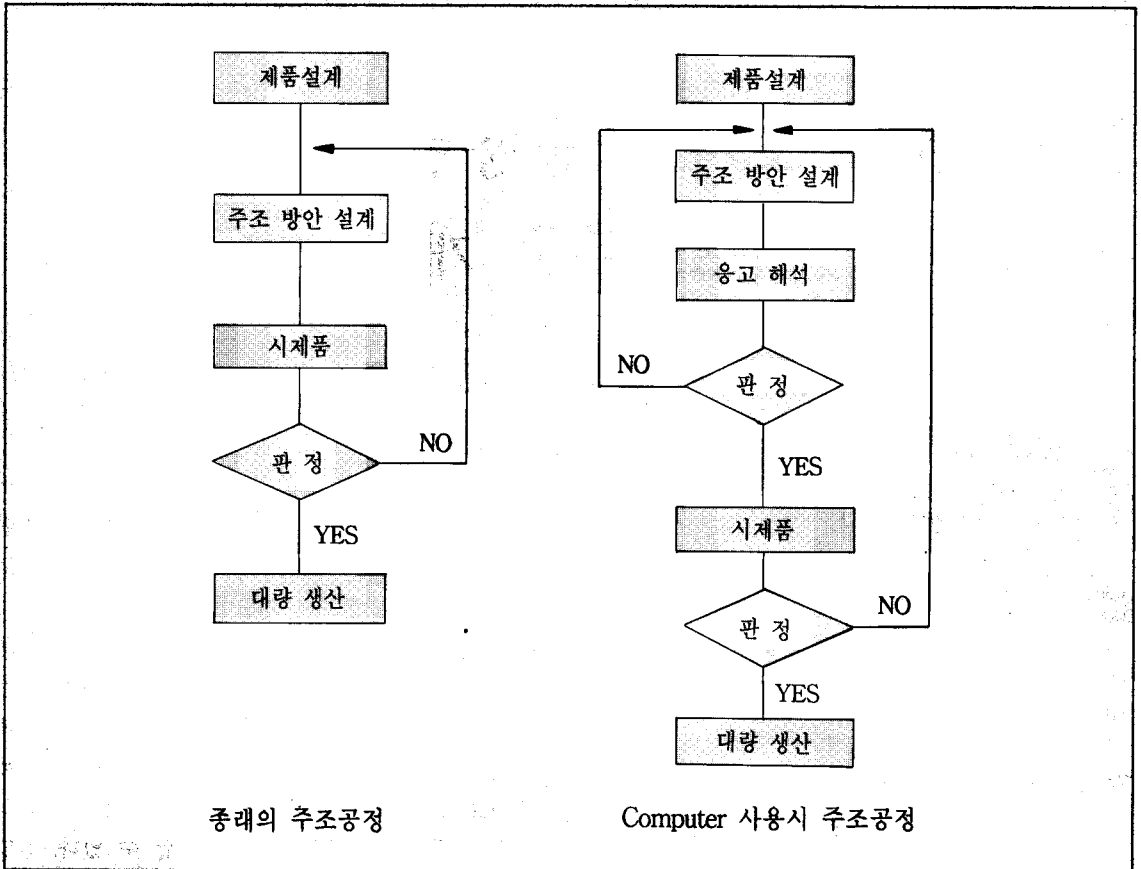 제품설계
주조 방안 설계
시제품
판 정
NO
YES
대량 생산
종래의 주조공정
제품설계
주조 방안 설계
응고 해석
NO
판 정
YES
시제품
판 정
NO
YES
대량 생산
Computer 사용시 주조공정